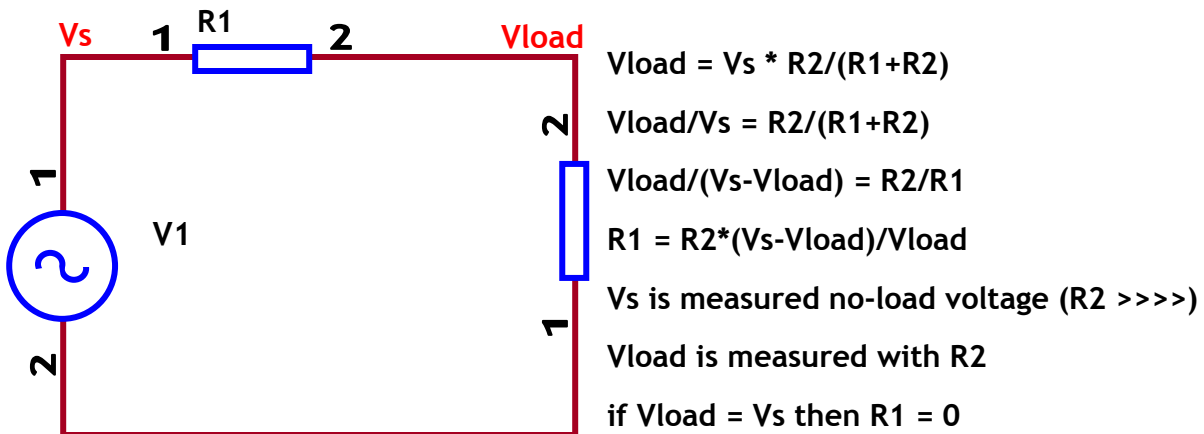 Vs
1
R1
2
Vload
Vload = Vs * R2/(R1+R2)
2
Vload/Vs = R2/(R1+R2)
1
Vload/(Vs-Vload) = R2/R1
V1
R1 = R2*(Vs-Vload)/Vload
Vs is measured no-load voltage (R2 >>>>)
1
2
Vload is measured with R2
if Vload = Vs then R1 = 0